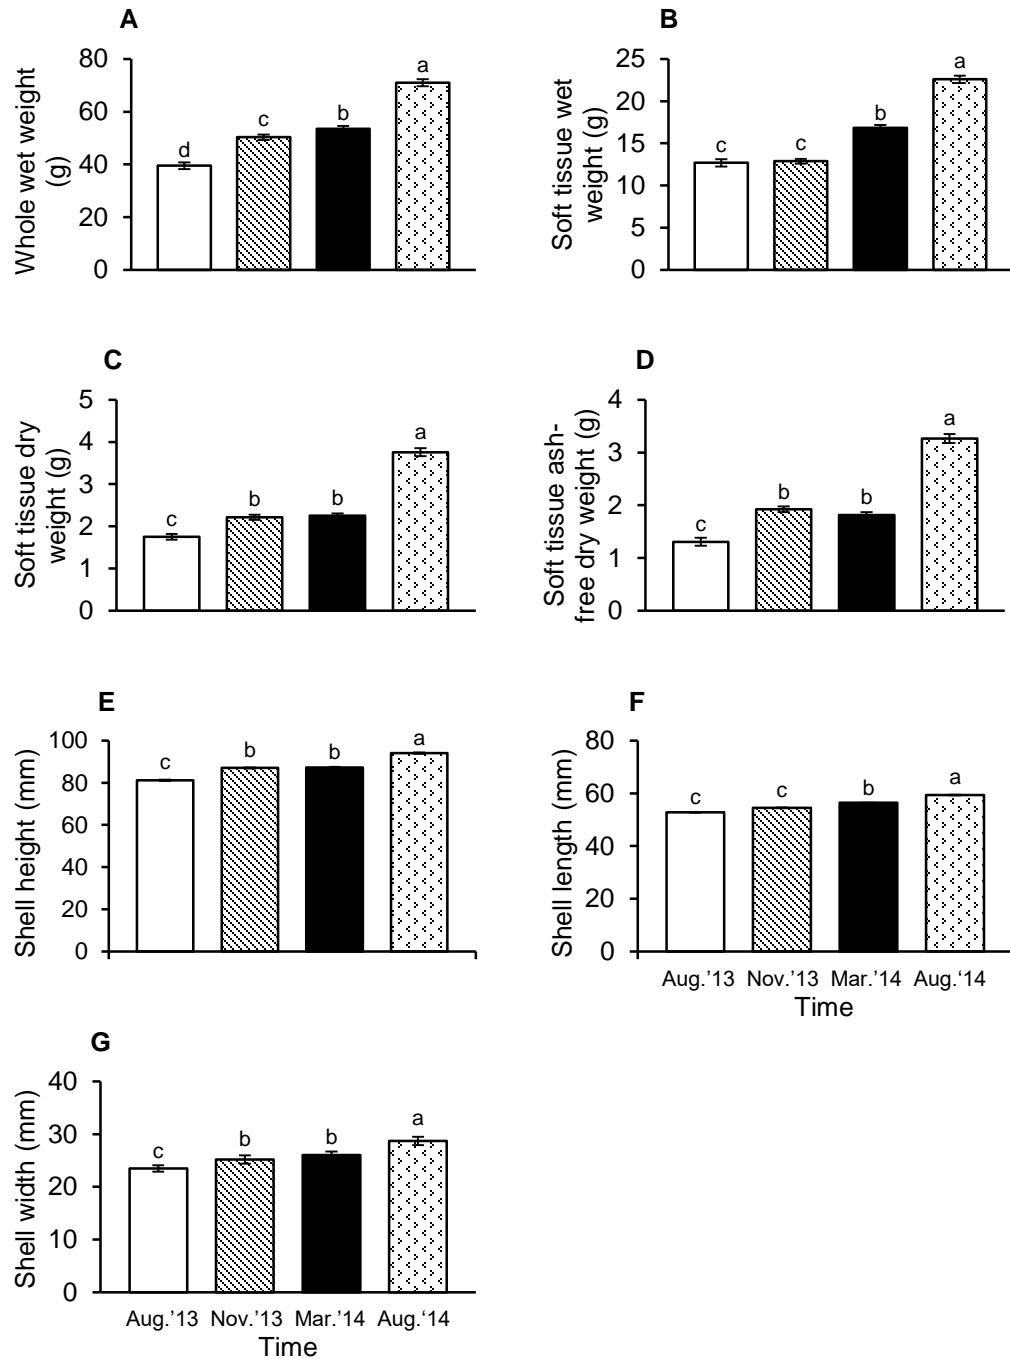 A
Whole wet weight
(g)
80
60
40
20
0
d
c
b
a
B
Soft tissue wet
weight (g)
25
20
15
10
5
0
c
c
b
a
C
Soft tissue dry
weight (g)
5
4
3
2
1
0
c
b
b
a
D
Soft tissue ash-
free dry weight (g)
4
3
2
1
0
c
b
b
a
E
Shell height (mm)
100
80
60
40
20
0
c
b
b
a
F
Shell length (mm)
80
60
40
20
0
c
c
b
a
Aug.’13 Nov.’13 Mar.’14 Aug.‘14
Time
G
Shell width (mm)
40
30
20
10
0
c
b
b
a
Aug.’13 Nov.’13 Mar.’14 Aug.‘14
Time